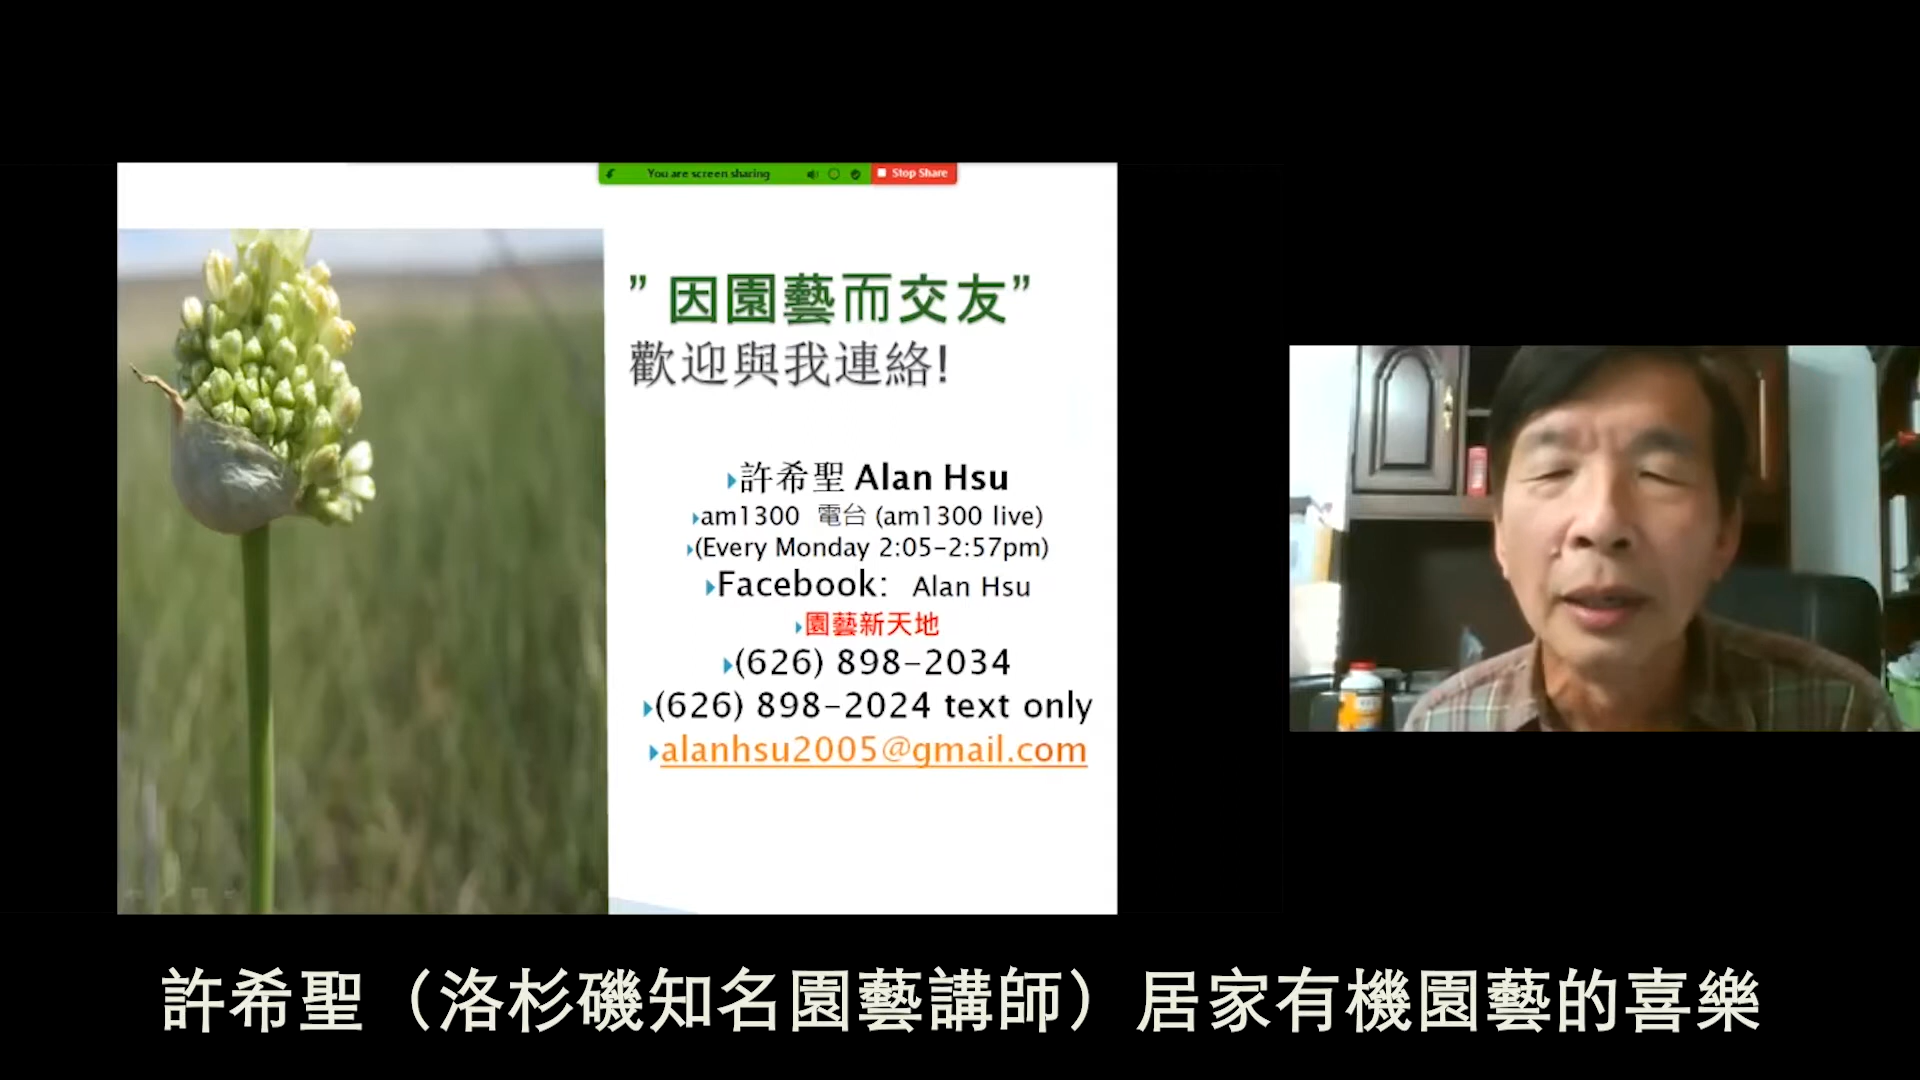 You are screen sharing Stop Share
” 因園藝而交友”
歡迎與我連絡!
許希聖 Alan Hsu
am1300 電台 (am1300 live)
(Every Monday 2:05-2:57pm)
Facebook: Alan Hsu
園藝新天地
(626) 898-2034
(626) 898-2024 text only
alanhsu2005@gmail.com
許希聖（洛杉磯知名園藝講師）居家有機園藝的喜樂